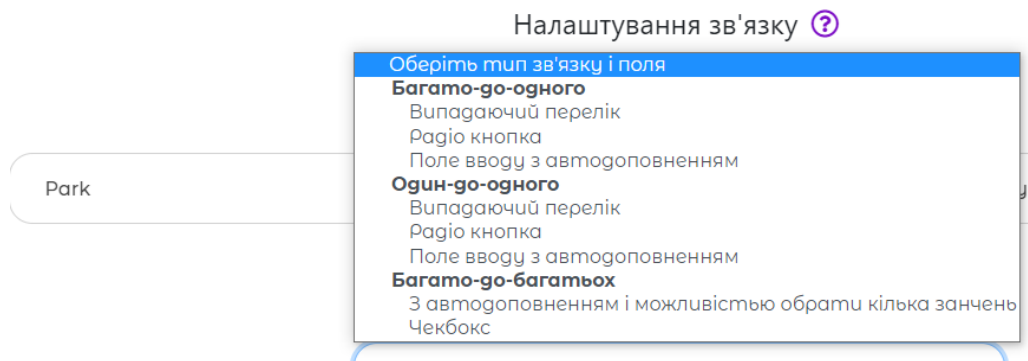 Налаштування зв'язку
Оберіть тип зв'язку і поля
Багато-до-одного
Випадаючий перелік
Радіо кнопка
Поле вводу з автодоповненням
Park
Один-до-одного
Випадаючий перелік
Радіо кнопка
Поле вводу з автодоповненням
Багато-до-багатьох
З автодоповненням і можливістью обрати кілька занчень
Чекбокс